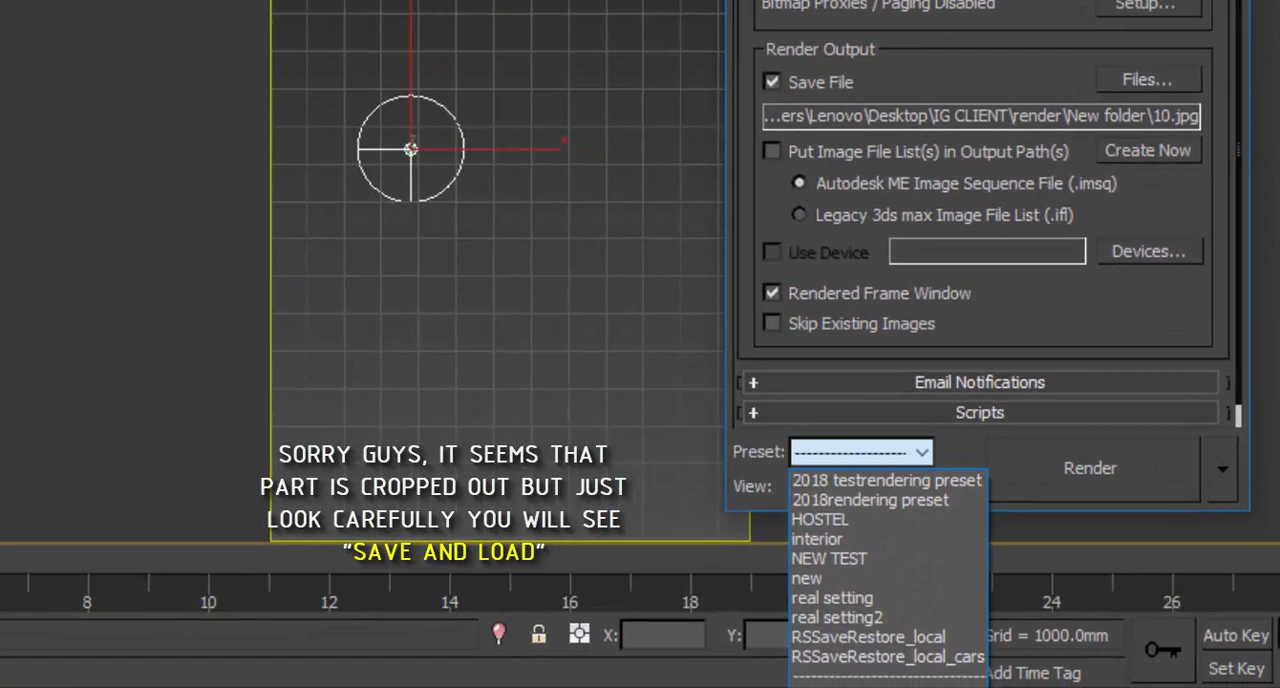 Bitmap Proxies / Paging Disabled
Setup...
Render Output
Save File
Files...
...ers\Lenovo\Desktop\IG CLIENT\render\New folder\10.jpg
Put Image File List(s) in Output Path(s)
Create Now
Autodesk ME Image Sequence File (.imsq)
Legacy 3ds max Image File List (.ifl)
Use Device
Devices...
Rendered Frame Window
Skip Existing Images
+ Email Notifications
+ Scripts
Preset: --------------------
Render
View:
2018 testrendering preset
2018rendering preset
HOSTEL
interior
NEW TEST
new
real setting
real setting2
RSSaveRestore_local
RSSaveRestore_local_cars
SORRY GUYS, IT SEEMS THAT
PART IS CROPPED OUT BUT JUST
LOOK CAREFULLY YOU WILL SEE
"SAVE AND LOAD"
8 10 12 14 16 18 24 26
X: Y: Grid = 1000.0mm
Auto Key
Add Time Tag
Set Key